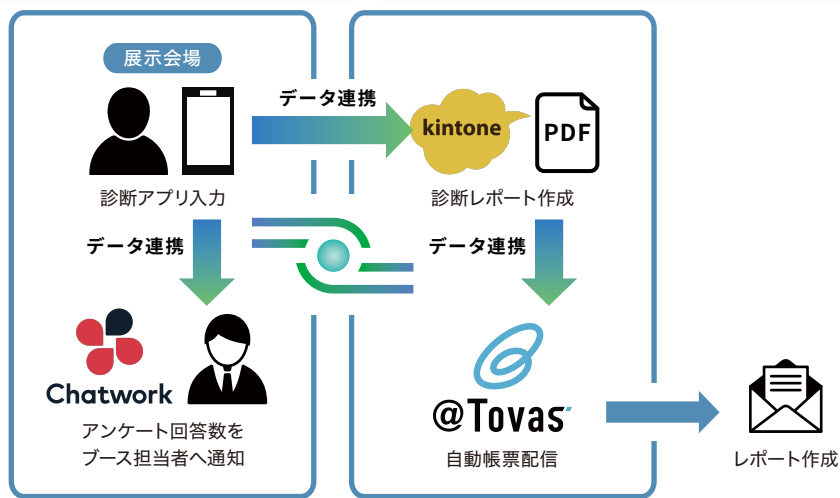 展示会場
診断アプリ入力
データ連携
kintone
PDF
診断レポート作成
データ連携
Chatwork
アンケート回答数を
ブース担当者へ通知
データ連携
@Tovas
自動帳票配信
レポート作成